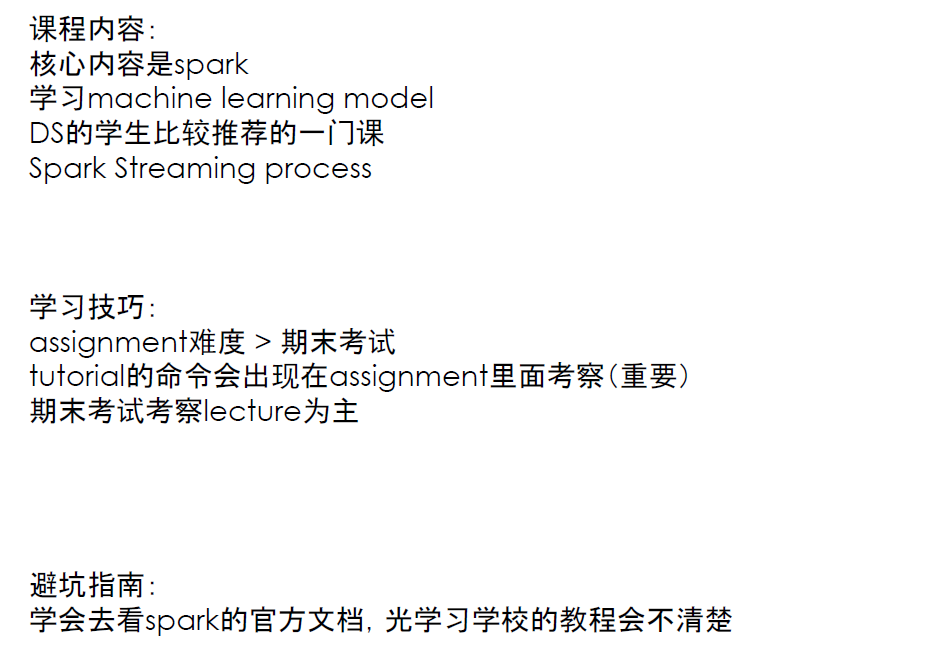 课程内容：
核心内容是spark
学习machine learning model
DS的学生比较推荐的一门课
Spark Streaming process
学习技巧：
assignment难度 > 期末考试
tutorial的命令会出现在assignment里面考察（重要）
期末考试考察lecture为主
避坑指南：
学会去看spark的官方文档，光学习学校的教程会不清楚